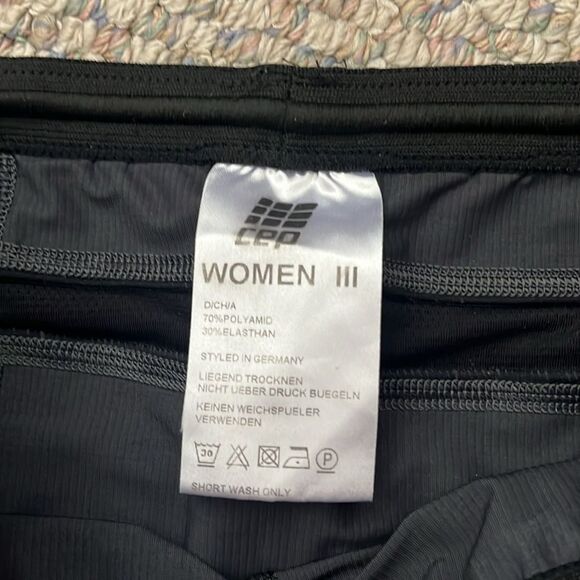 cep
WOMEN III
D/CH/A
70%POLYAMID
30%ELASTHAN
STYLED IN GERMANY
LIEGEND TROCKNEN
NICHT UEBER DRUCK BUEGELN
KEINEN WEICHSPUELER
VERWENDEN
30 P
SHORT WASH ONLY